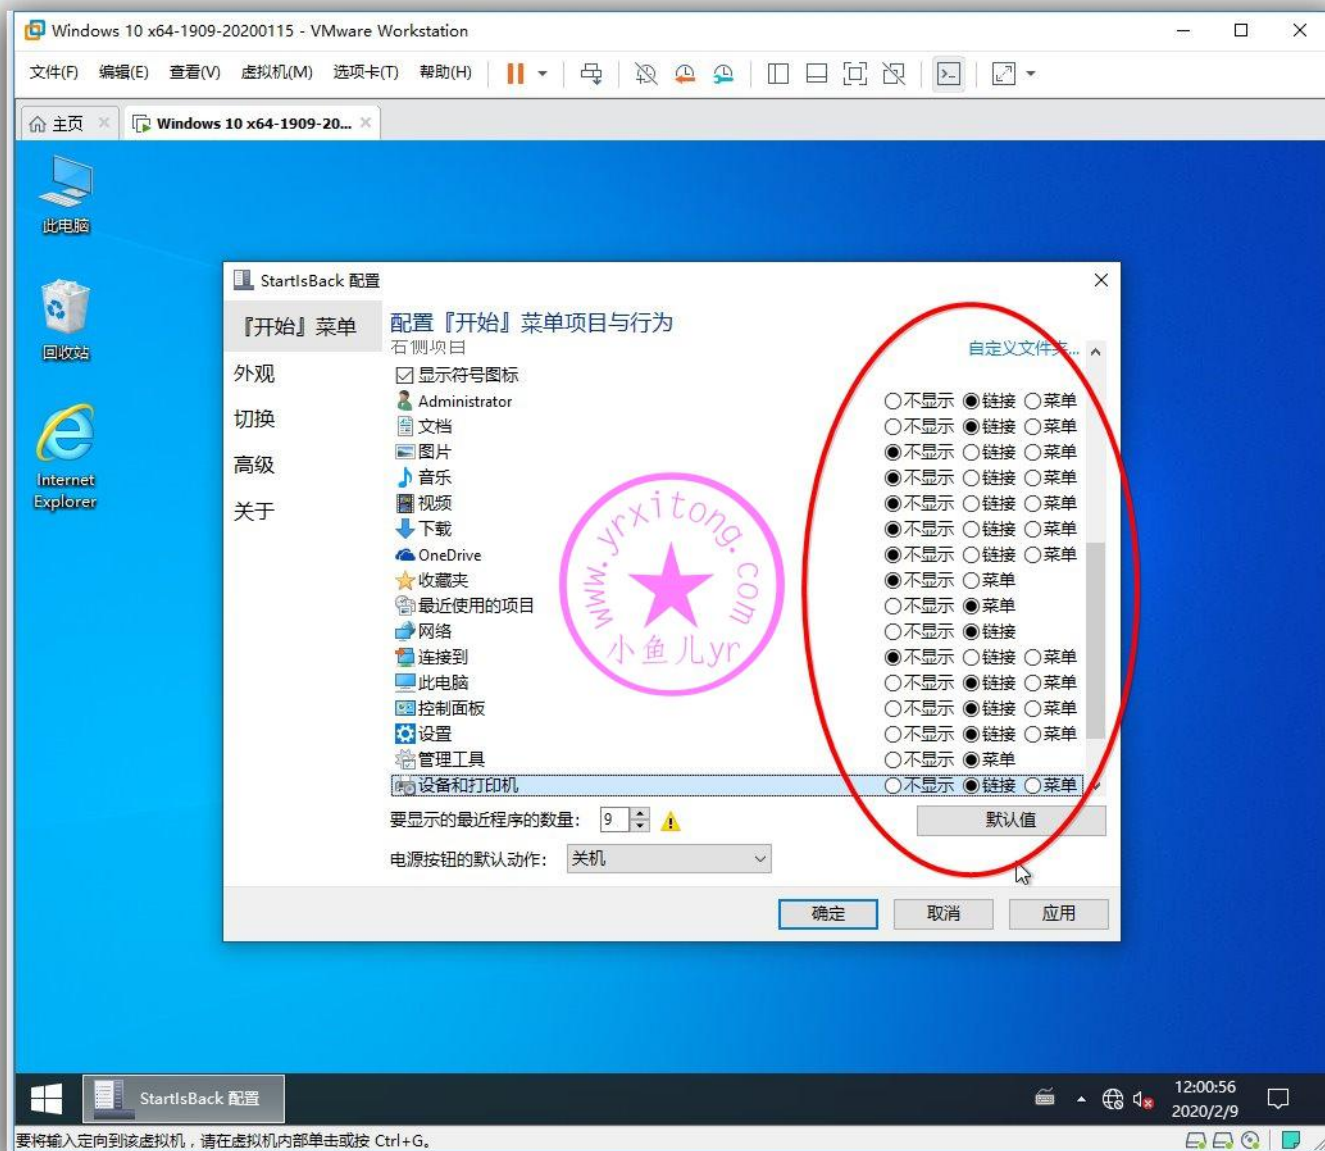 Windows 10 x64-1909-20200115 - VMware Workstation
文件(F) 编辑(E) 查看(V) 虚拟机(M) 选项卡(T) 帮助(H)
主页 Windows 10 x64-1909-20...
此电脑
回收站
Internet Explorer
StartIsBack 配置
『开始』菜单
外观
切换
高级
关于
配置『开始』菜单项目与行为
右侧项目 自定义文件夹...
显示符号图标
Administrator 不显示 链接 菜单
文档 不显示 链接 菜单
图片 不显示 链接 菜单
音乐 不显示 链接 菜单
视频 不显示 链接 菜单
下载 不显示 链接 菜单
OneDrive 不显示 链接 菜单
收藏夹 不显示 菜单
最近使用的项目 不显示 菜单
网络 不显示 链接
连接到 不显示 链接 菜单
此电脑 不显示 链接 菜单
控制面板 不显示 链接 菜单
设置 不显示 链接 菜单
管理工具 不显示 菜单
设备和打印机 不显示 链接 菜单
www.yrxitong.com
小鱼儿yr
要显示的最近程序的数量: 9 默认值
电源按钮的默认动作: 关机
确定 取消 应用
StartIsBack 配置
12:00:56
2020/2/9
要将输入定向到该虚拟机，请在虚拟机内部单击或按 Ctrl+G。